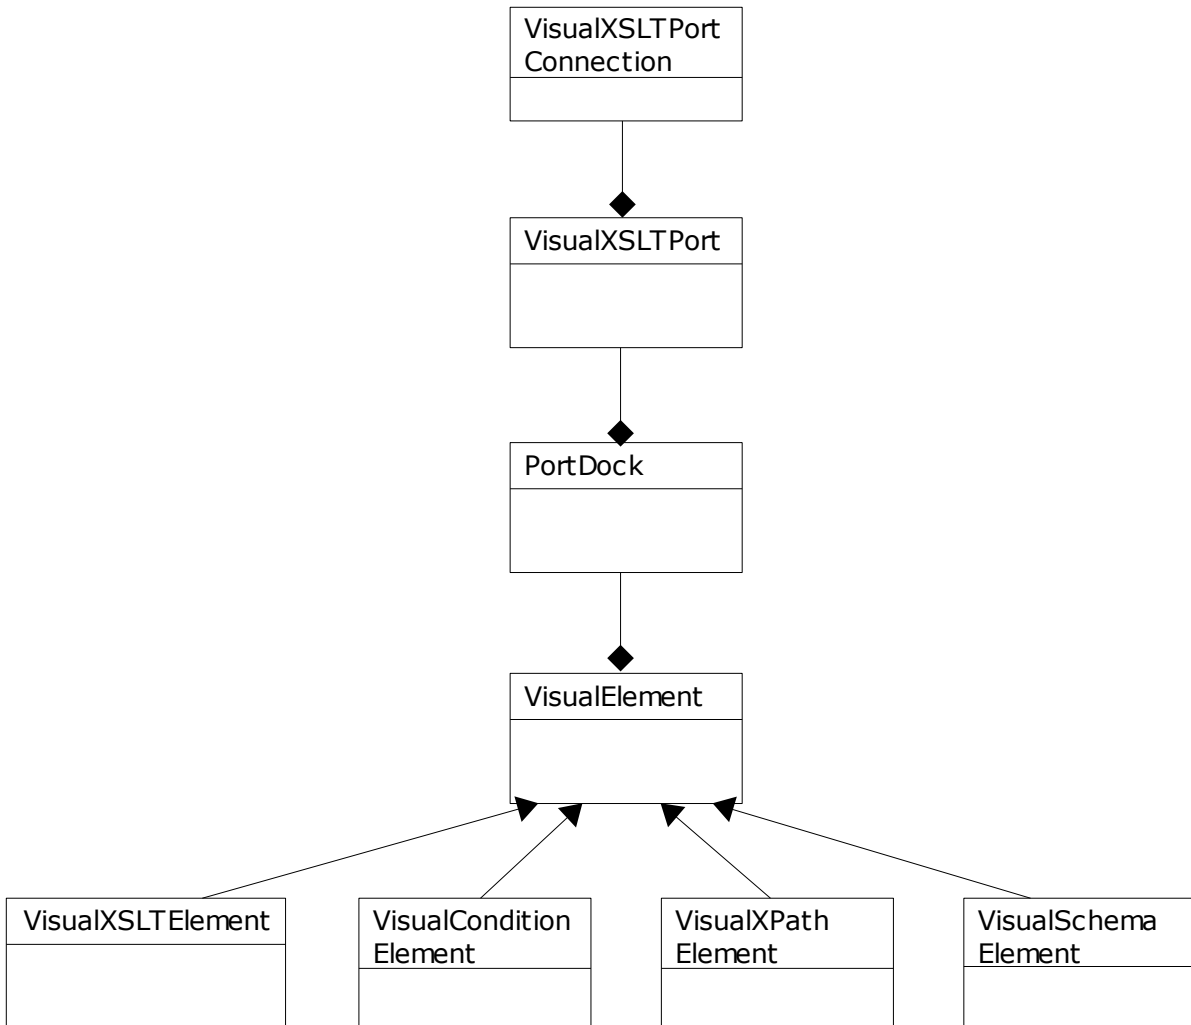 VisualXSLTPort
Connection
VisualXSLTPort
PortDock
VisualElement
VisualXSLTElement
VisualCondition
Element
VisualXPath
Element
VisualSchema
Element